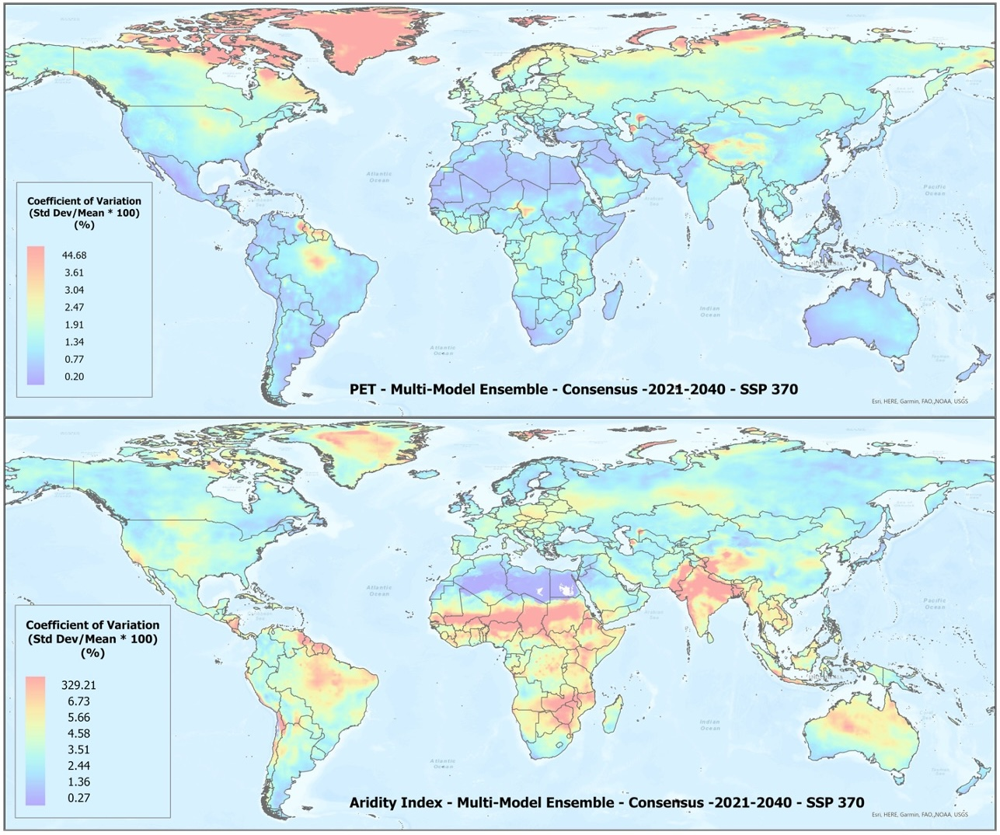 Atlantic
Ocean
Pacific
Ocean
Coefficient of Variation
(Std Dev/Mean * 100)
(%)
44.68
3.61
3.04
2.47
1.91
1.34
0.77
0.20
Indian
Ocean
Atlantic
Ocean
PET - Multi-Model Ensemble - Consensus -2021-2040 - SSP 370
Esri, HERE, Garmin, FAO, NOAA, USGS
Atlantic
Ocean
Pacific
Ocean
Coefficient of Variation
(Std Dev/Mean * 100)
(%)
329.21
6.73
5.66
4.58
3.51
2.44
1.36
0.27
Indian
Ocean
Atlantic
Ocean
Aridity Index - Multi-Model Ensemble - Consensus -2021-2040 - SSP 370
Esri, HERE, Garmin, FAO, NOAA, USGS